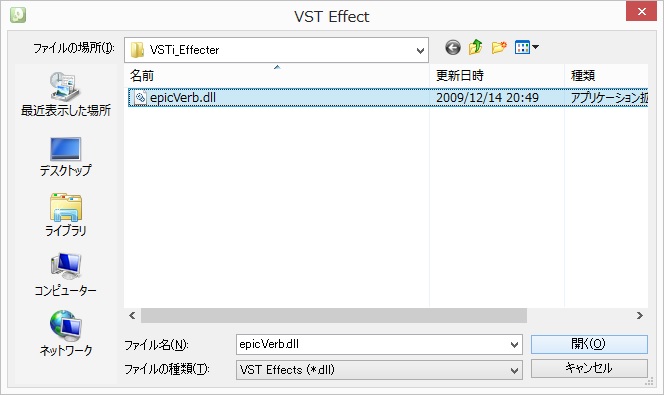 VST Effect
ファイルの場所(I):
VSTi_Effecter
名前
更新日時
種類
epicVerb.dll
2009/12/14 20:49
アプリケーション拡
最近表示した場所
デスクトップ
ライブラリ
コンピューター
ネットワーク
ファイル名(N):
epicVerb.dll
開く(O)
ファイルの種類(T):
VST Effects (*.dll)
キャンセル